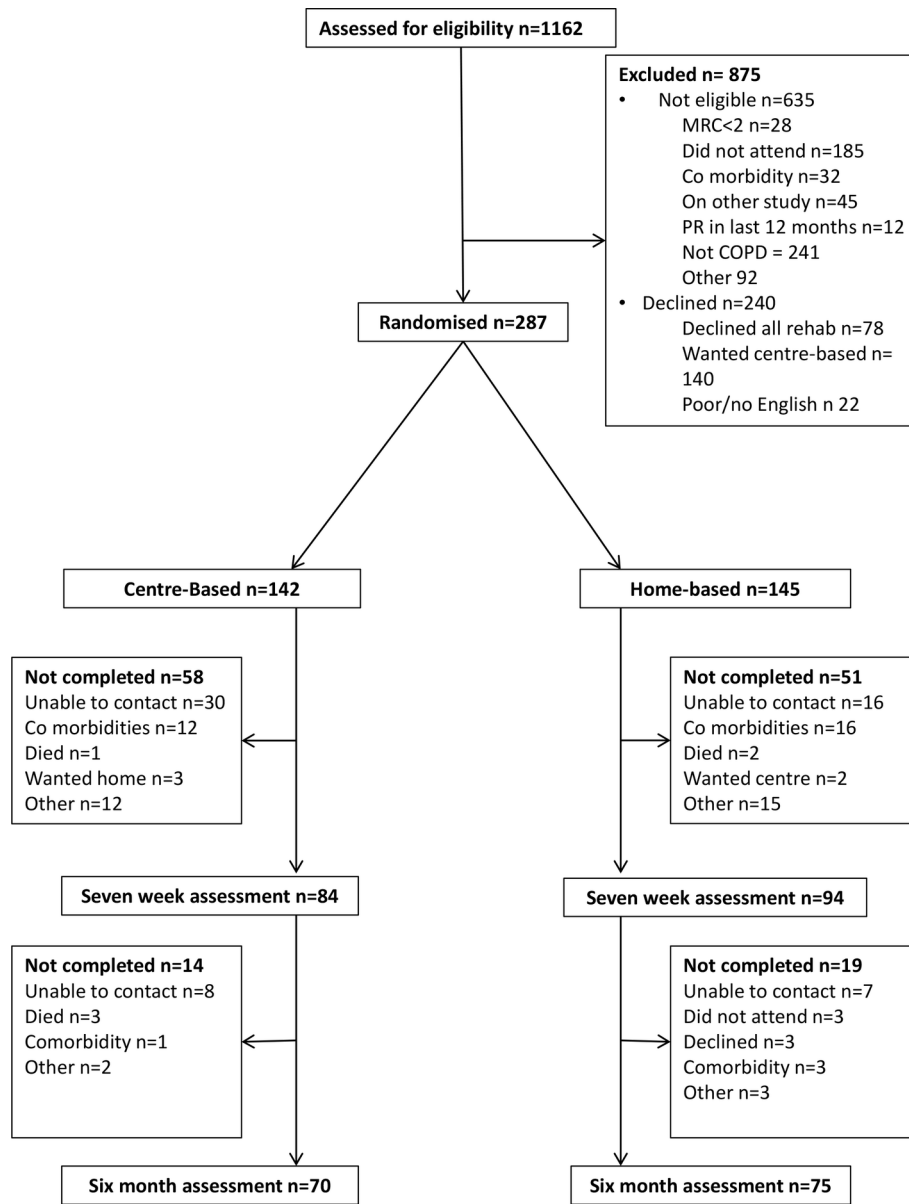 Assessed for eligibility n=1162
Excluded n= 875
• Not eligible n=635
MRC<2 n=28
Did not attend n=185
Co morbidity n=32
On other study n=45
PR in last 12 months n=12
Not COPD = 241
Other 92
• Declined n=240
Declined all rehab n=78
Wanted centre-based n=
140
Poor/no English n 22
Randomised n=287
Centre-Based n=142
Home-based n=145
Not completed n=58
Unable to contact n=30
Co morbidities n=12
Died n=1
Wanted home n=3
Other n=12
Not completed n=51
Unable to contact n=16
Co morbidities n=16
Died n=2
Wanted centre n=2
Other n=15
Seven week assessment n=84
Seven week assessment n=94
Not completed n=14
Unable to contact n=8
Died n=3
Comorbidity n=1
Other n=2
Not completed n=19
Unable to contact n=7
Did not attend n=3
Declined n=3
Comorbidity n=3
Other n=3
Six month assessment n=70
Six month assessment n=75